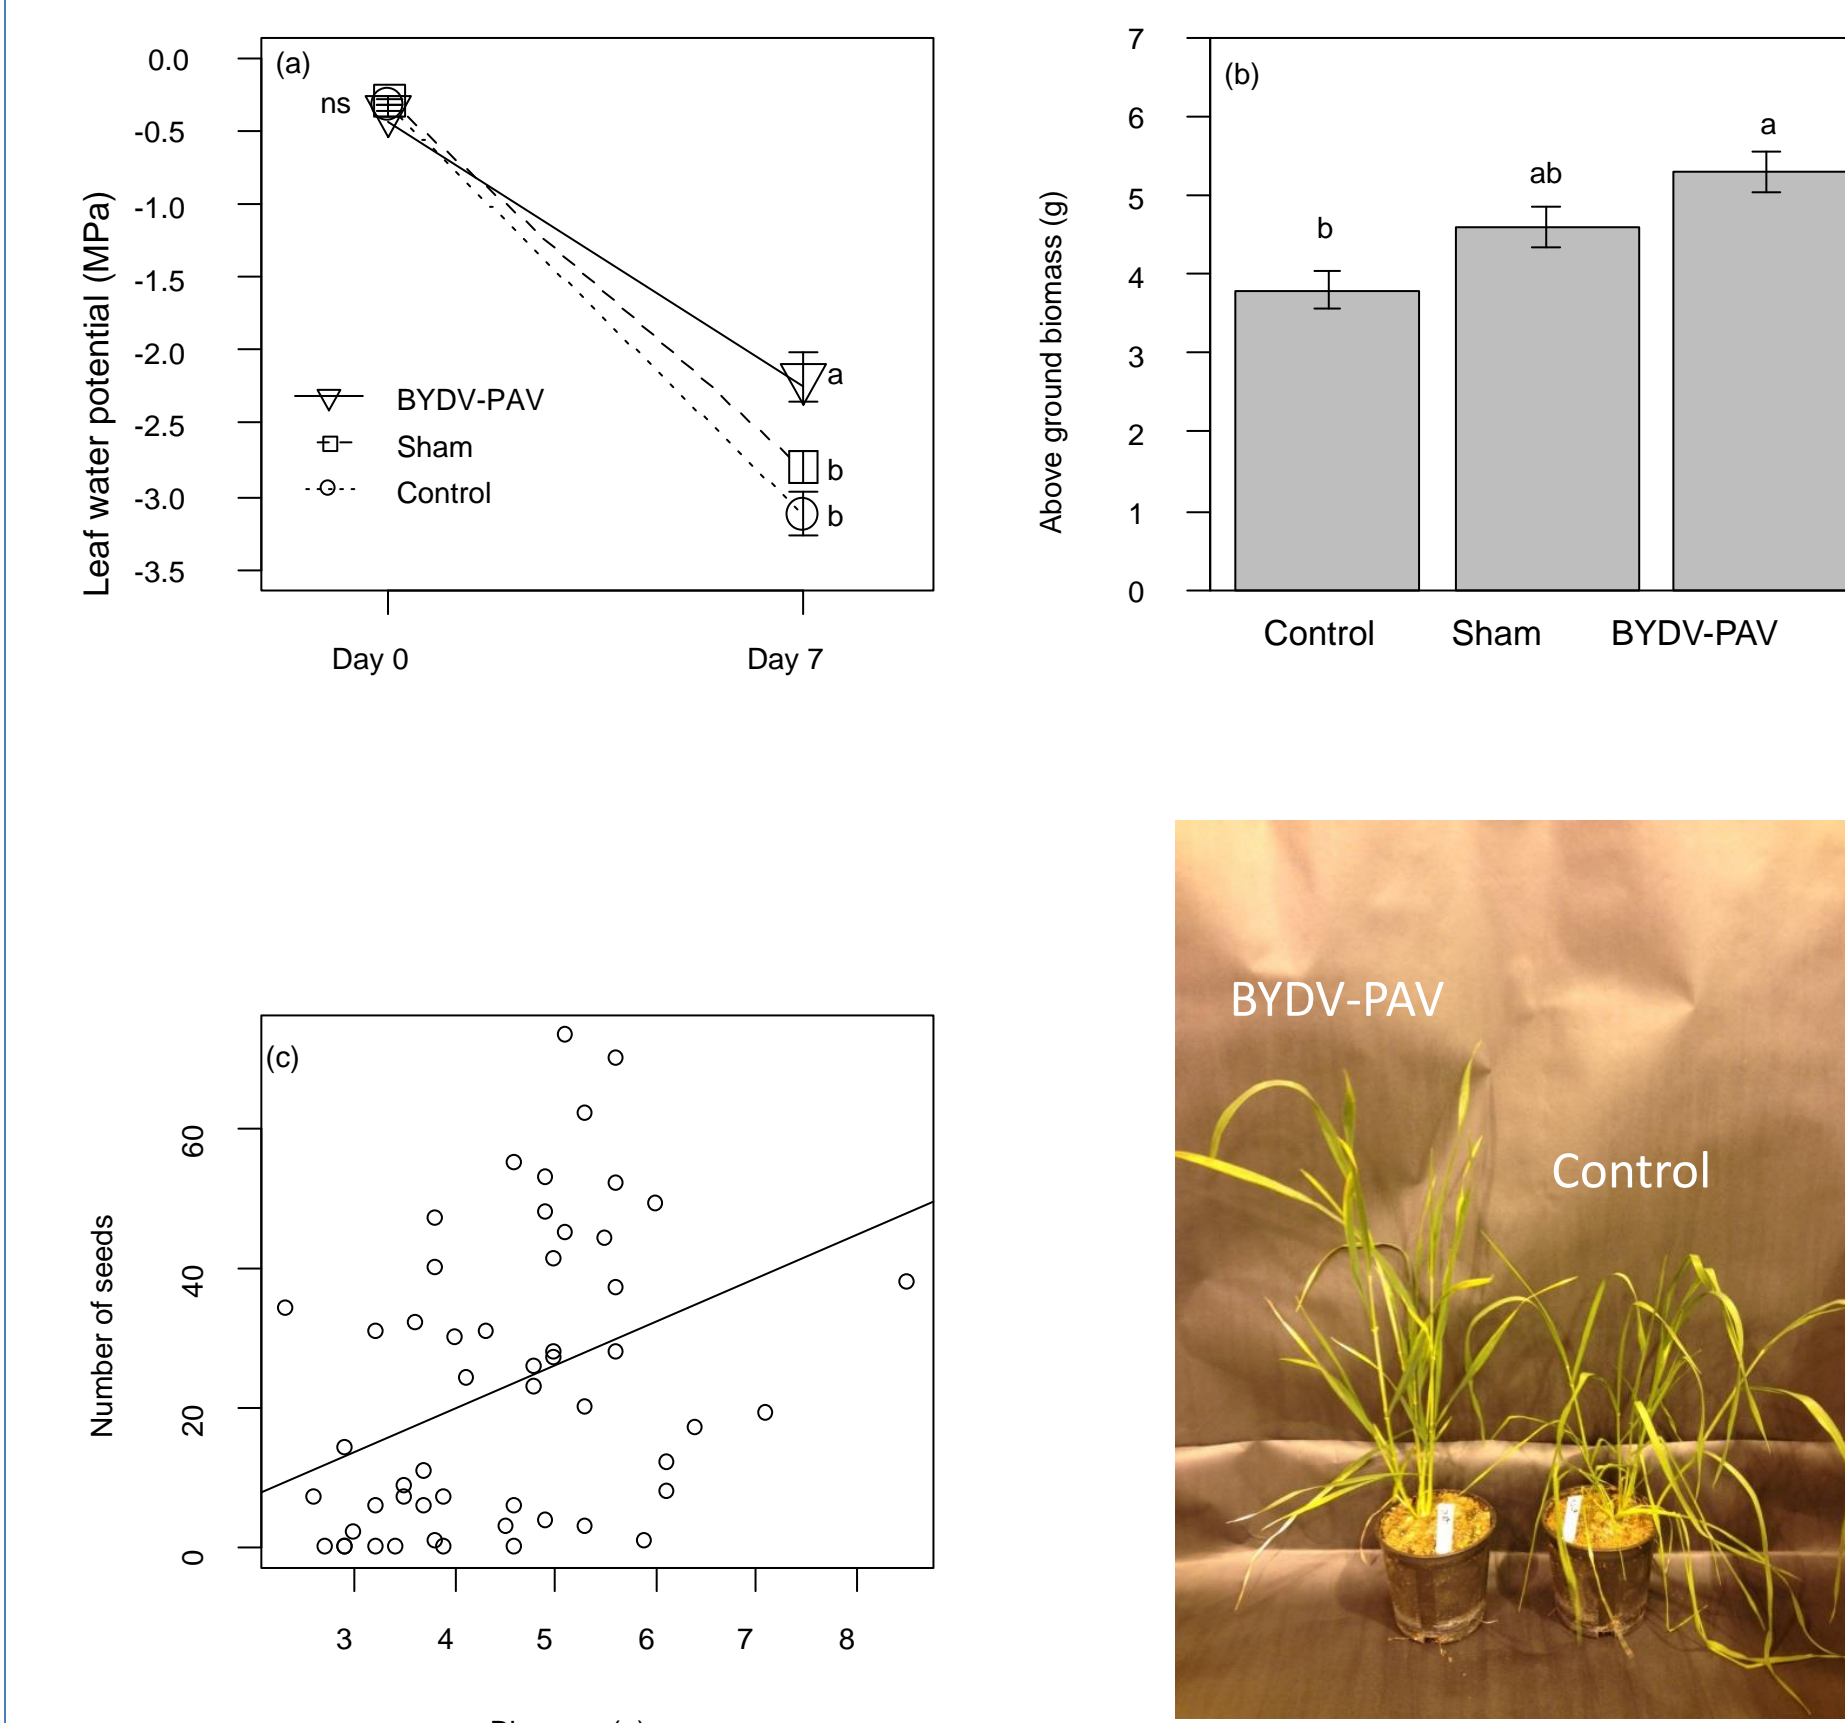 (a)
0.0
-0.5
-1.0
-1.5
-2.0
-2.5
-3.0
-3.5
Leaf water potential (MPa)
ns
a
b
b
BYDV-PAV
Sham
Control
Day 0 Day 7
(b)
7
6
5
4
3
2
1
0
Above ground biomass (g)
b
ab
a
Control Sham BYDV-PAV
(c)
60
40
20
0
Number of seeds
3 4 5 6 7 8
BYDV-PAV
Control